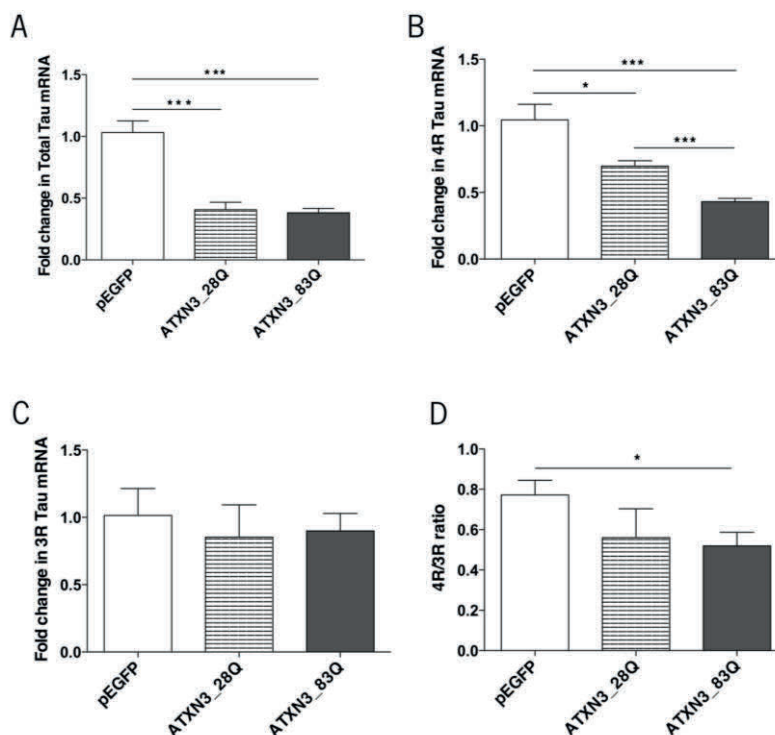 A
Fold change in Total Tau mRNA
1.5
1.0
0.5
0.0
***
***
pEGFP
ATXN3_28Q
ATXN3_83Q
B
Fold change in 4R Tau mRNA
1.5
1.0
0.5
0.0
***
*
***
pEGFP
ATXN3_28Q
ATXN3_83Q
C
Fold change in 3R Tau mRNA
1.5
1.0
0.5
0.0
pEGFP
ATXN3_28Q
ATXN3_83Q
D
4R/3R ratio
1.0
0.8
0.6
0.4
0.2
0.0
*
pEGFP
ATXN3_28Q
ATXN3_83Q